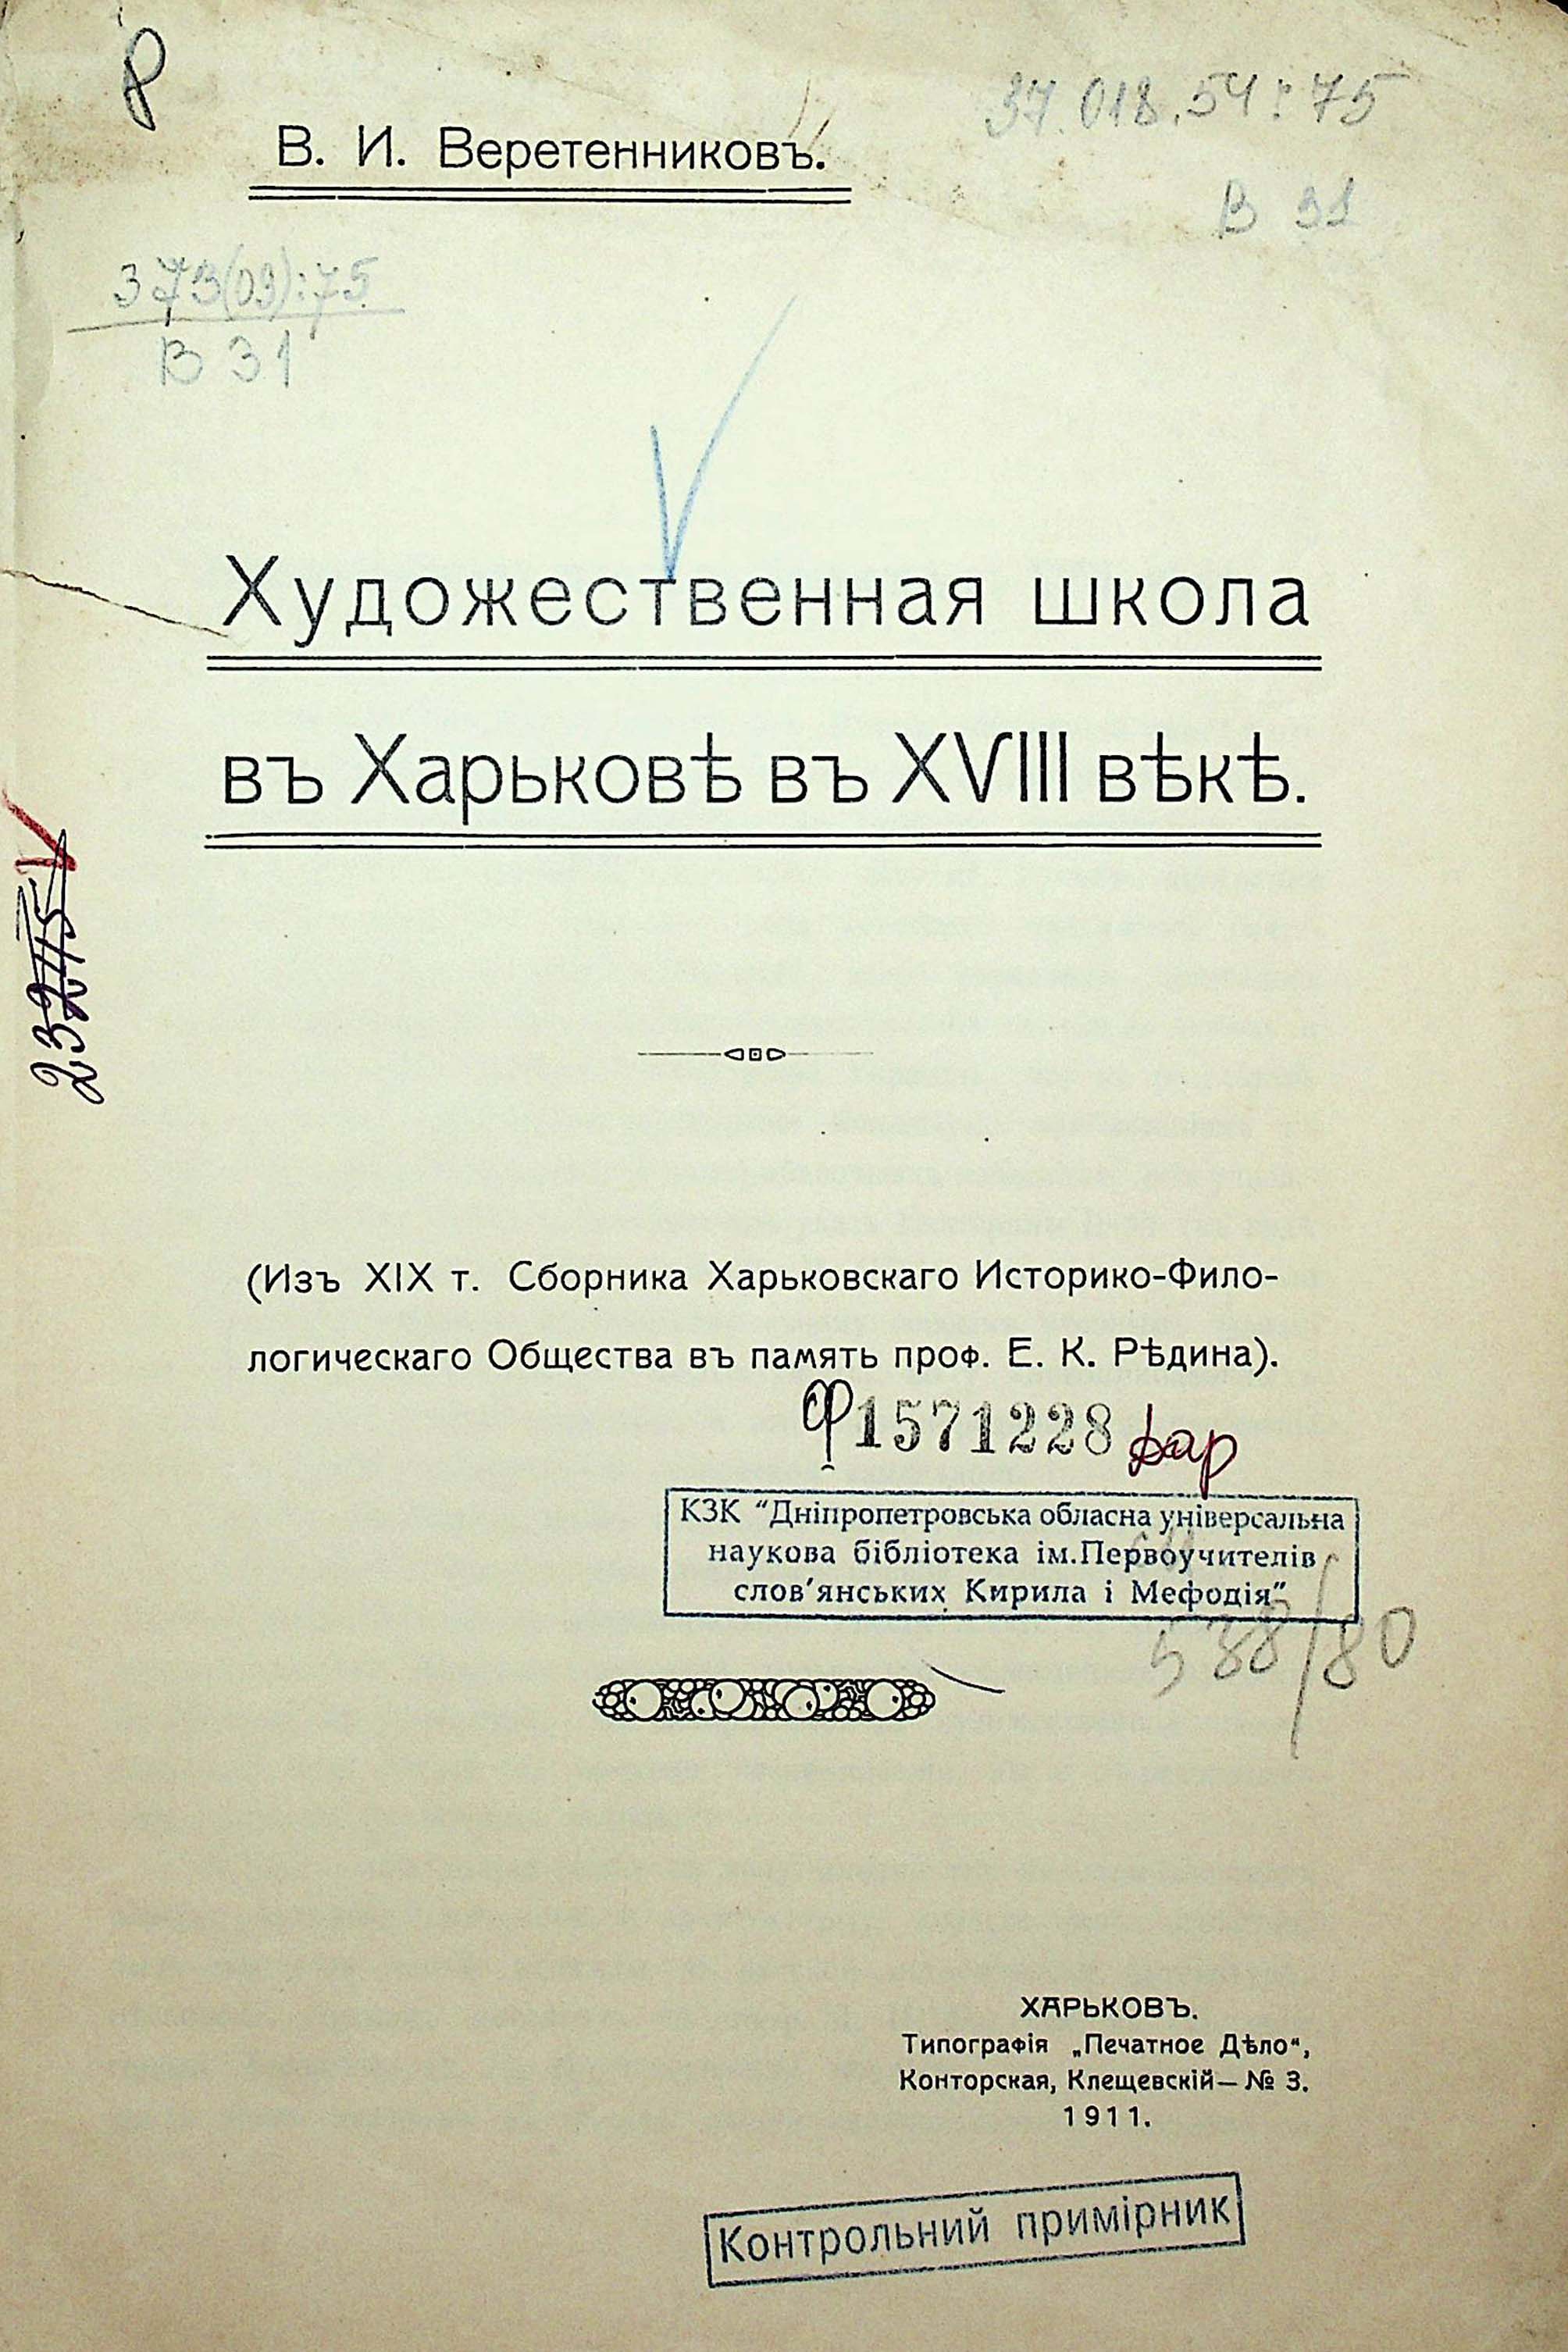 Р
37.018.54:75
В. И. Веретенниковъ.
В 31
373(09):75
В 31
Художественная школа
въ Харьковѣ въ XVIII вѣкѣ.
(Изъ XIX т. Сборника Харьковскаго Историко-Фило-
логическаго Общества въ память проф. Е. К. Рѣдина).
Ф1571228 дар
КЗК “Дніпропетровська обласна універсальна
наукова бібліотека ім.Первоучителів
слов’янських Кирила і Мефодія”
538/80
ХАРЬКОВЪ.
Типографія „Печатное Дѣло“,
Конторская, Клещевскій— № 3.
1911.
Контрольний примірник